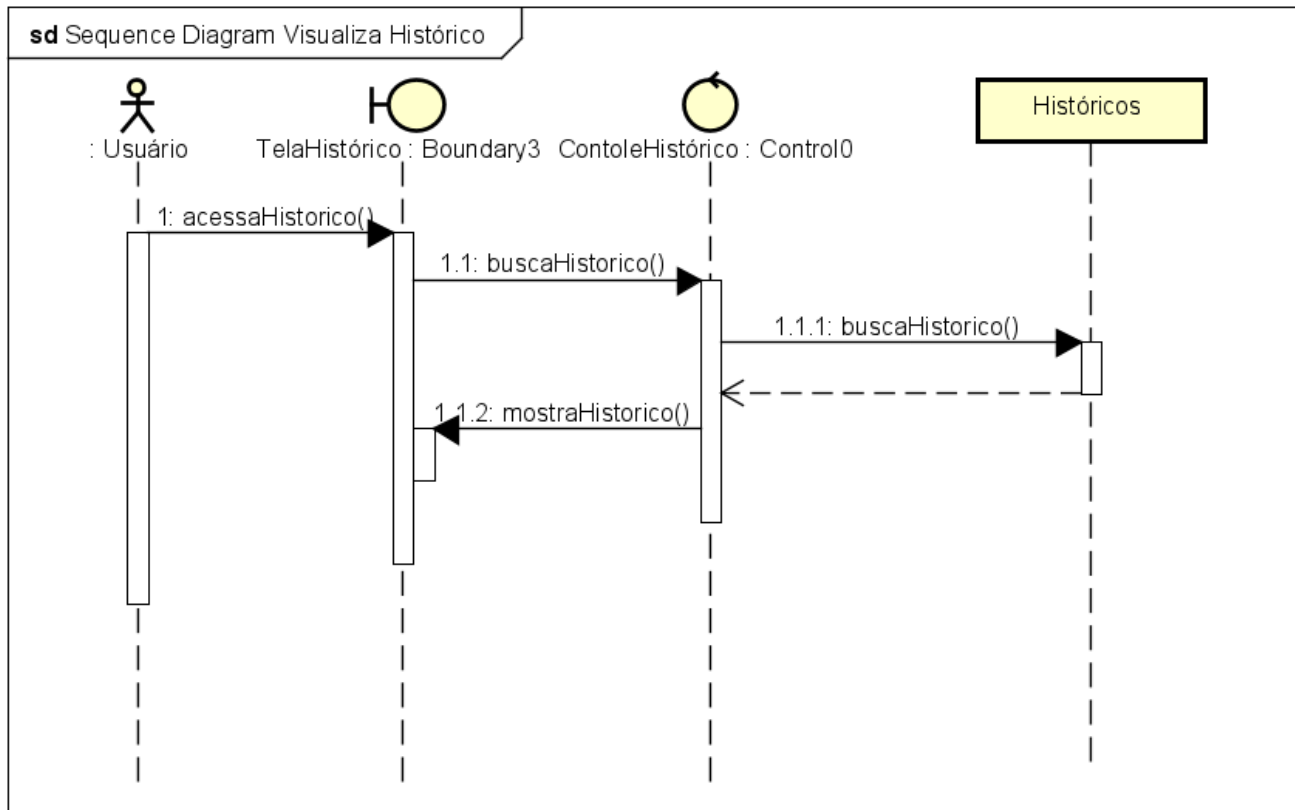 sd Sequence Diagram Visualiza Histórico
: Usuário
TelaHistórico : Boundary3
ContoleHistórico : Control0
Históricos
1: acessaHistorico()
1.1: buscaHistorico()
1.1.1: buscaHistorico()
1.1.2: mostraHistorico()